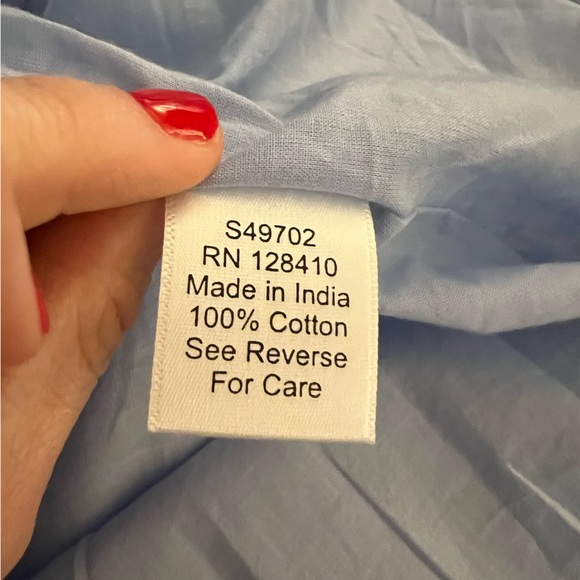 S49702
RN 128410
Made in India
100% Cotton
See Reverse
For Care